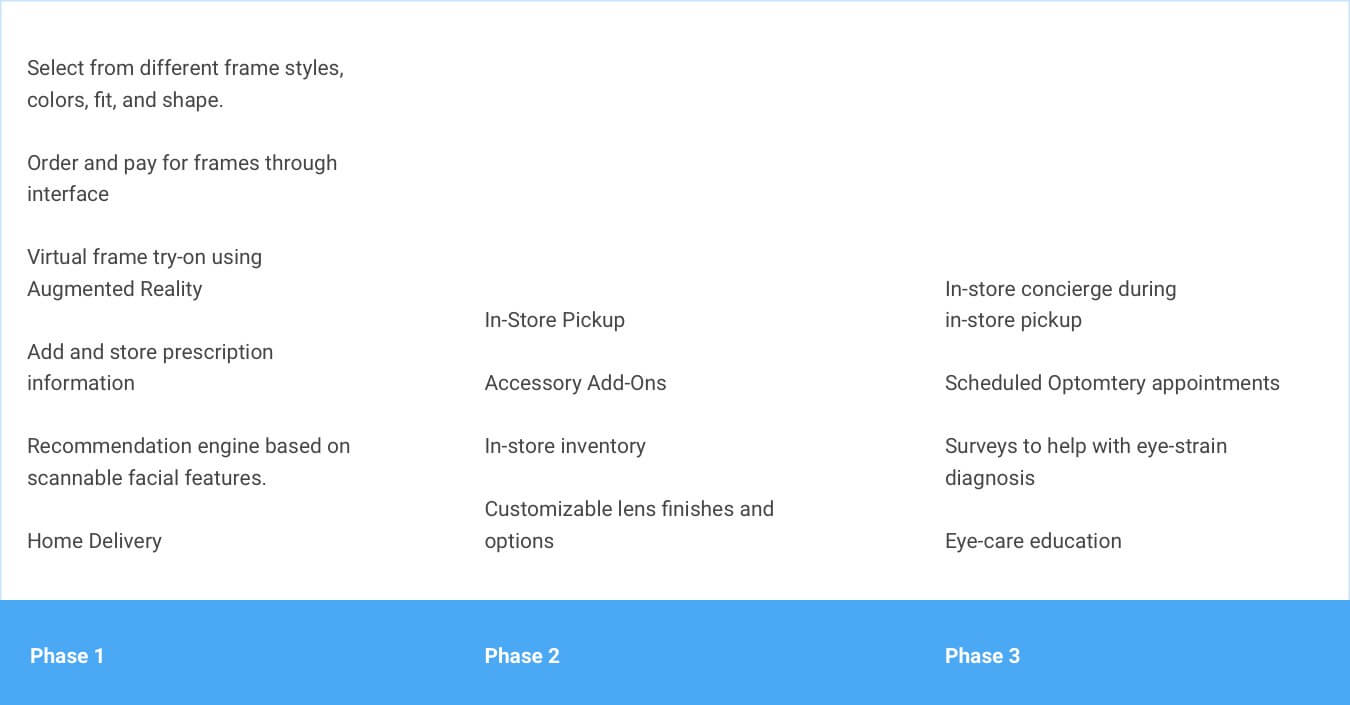 Select from different frame styles,
colors, fit, and shape.
Order and pay for frames through
interface
Virtual frame try-on using
Augmented Reality
Add and store prescription
information
Recommendation engine based on
scannable facial features.
Home Delivery
In-Store Pickup
Accessory Add-Ons
In-store inventory
Customizable lens finishes and
options
In-store concierge during
in-store pickup
Scheduled Optomtery appointments
Surveys to help with eye-strain
diagnosis
Eye-care education
Phase 1
Phase 2
Phase 3